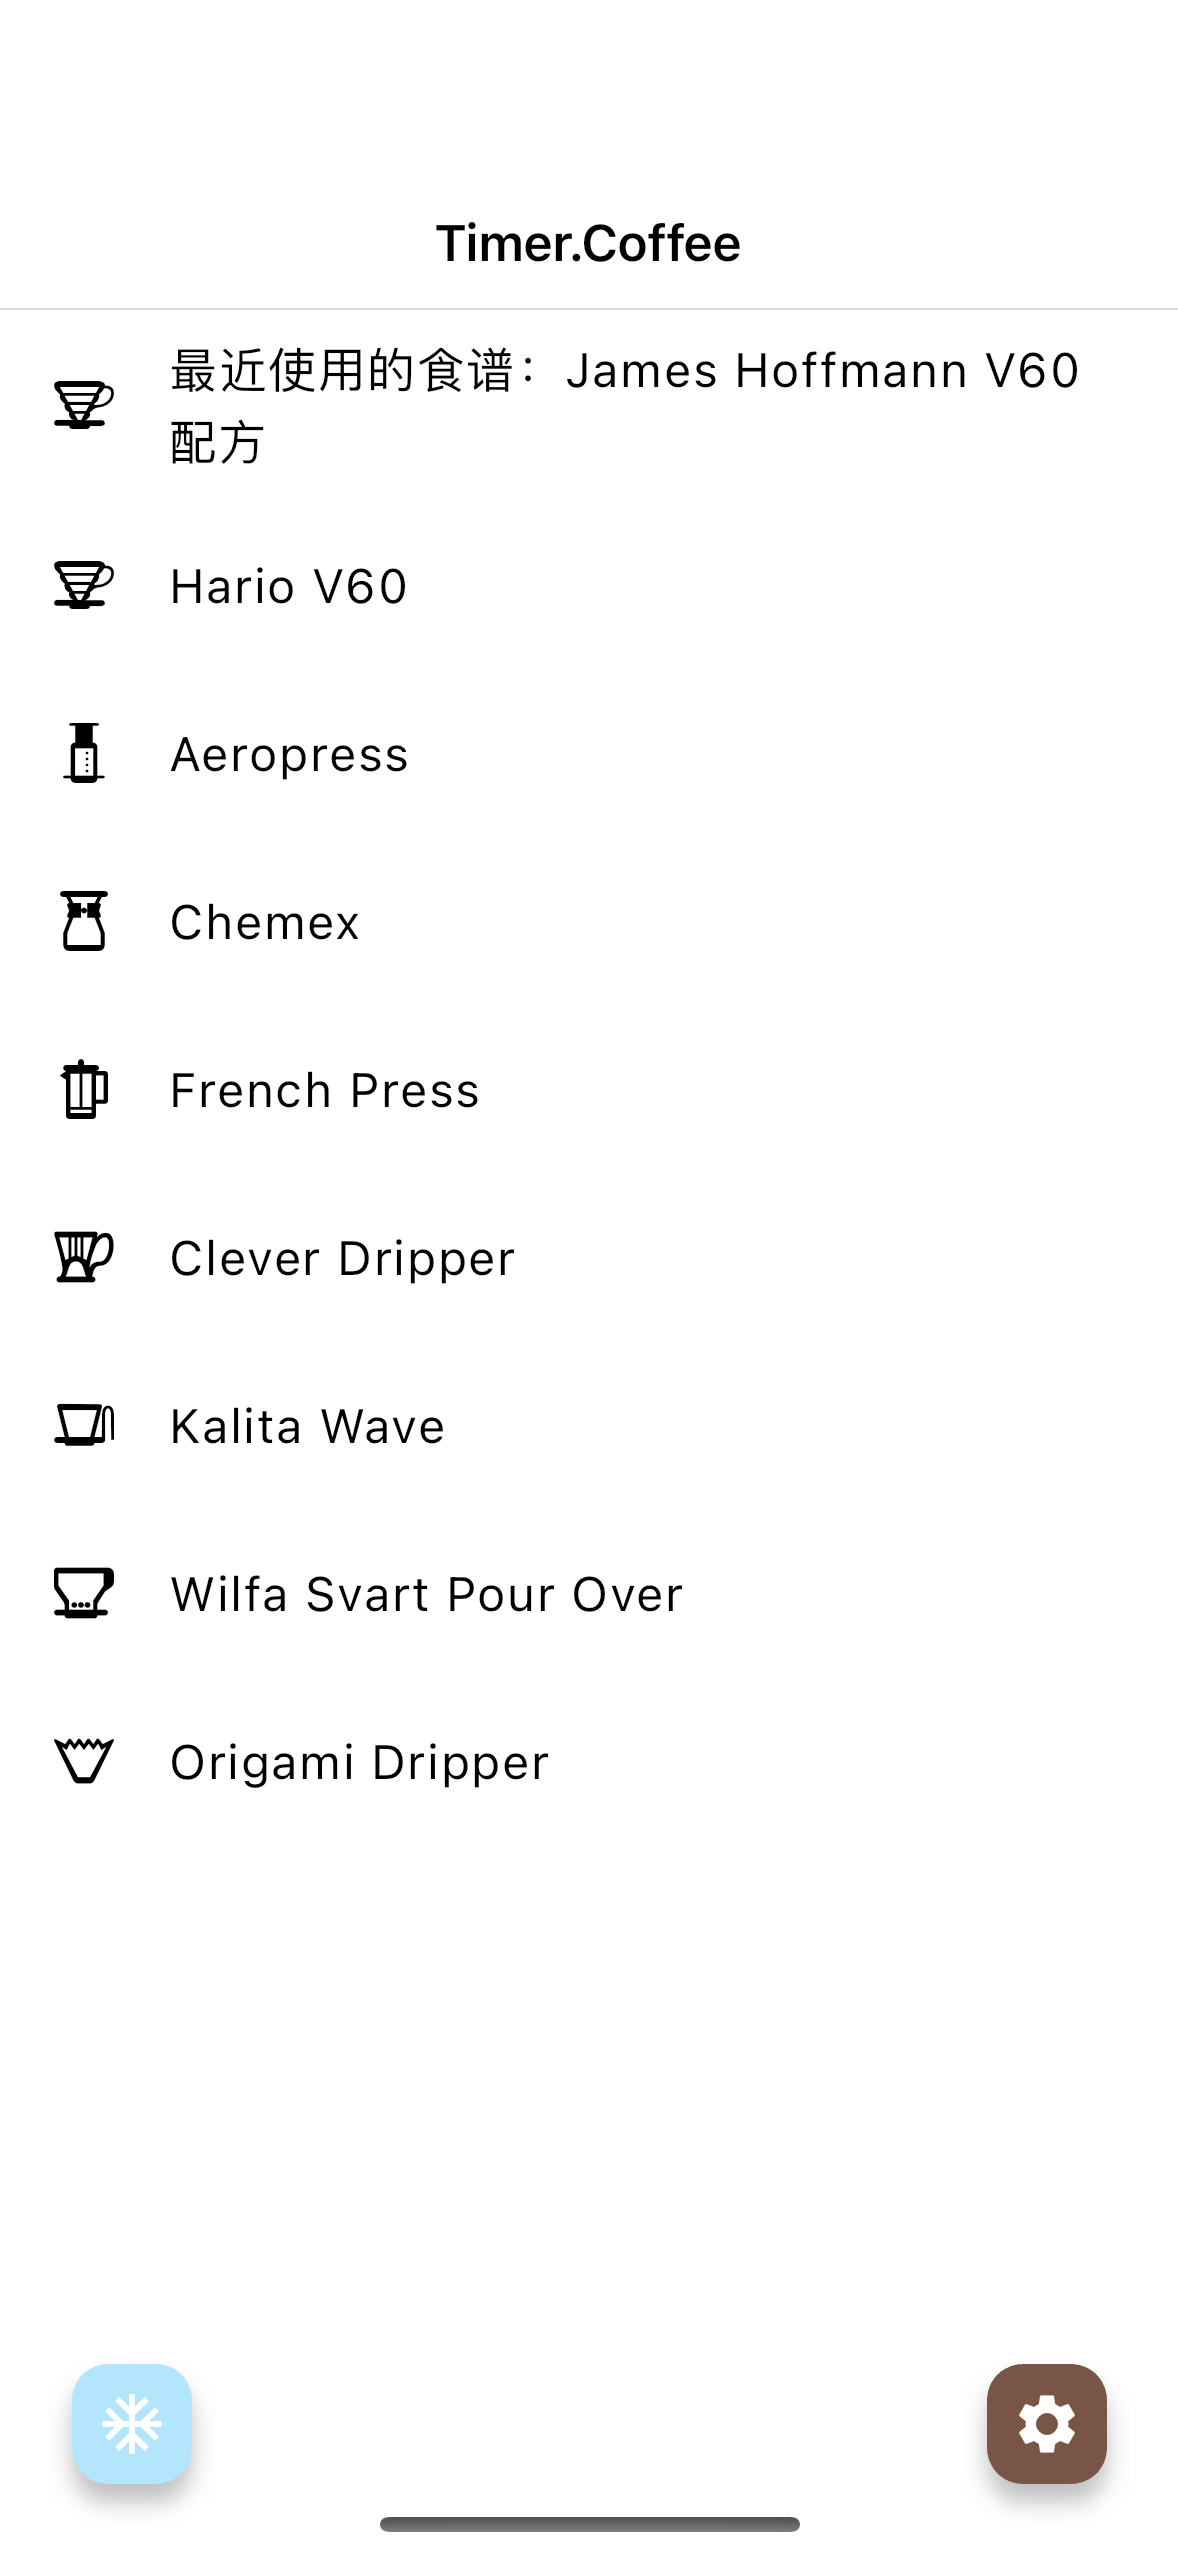 Timer.Coffee
最近使用的食谱：James Hoffmann V60
配方
Hario V60
Aeropress
Chemex
French Press
Clever Dripper
Kalita Wave
Wilfa Svart Pour Over
Origami Dripper